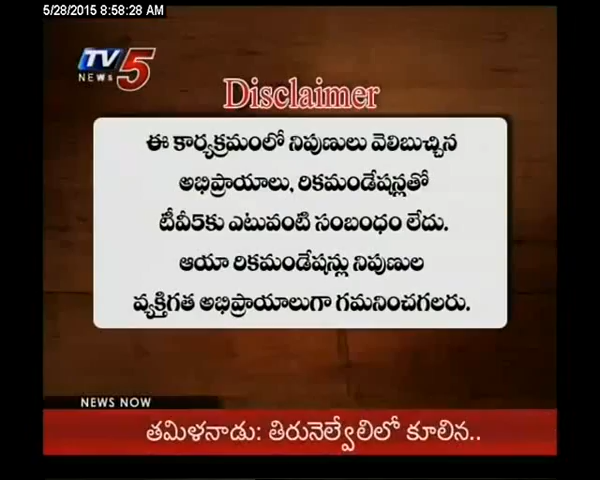 5/28/2015 8:58:28 AM
TV5
NEWS
Disclaimer
ఈ కార్యక్రమంలో నిపుణులు వెలిబుచ్చిన
అభిప్రాయాలు, రికమండేషన్లతో
టీవీ5కు ఎటువంటి సంబంధం లేదు.
ఆయా రికమండేషన్లు నిపుణుల
వ్యక్తిగత అభిప్రాయాలుగా గమనించగలరు.
NEWS NOW
తమిళనాడు: తిరునెల్వేలిలో కూలిన..